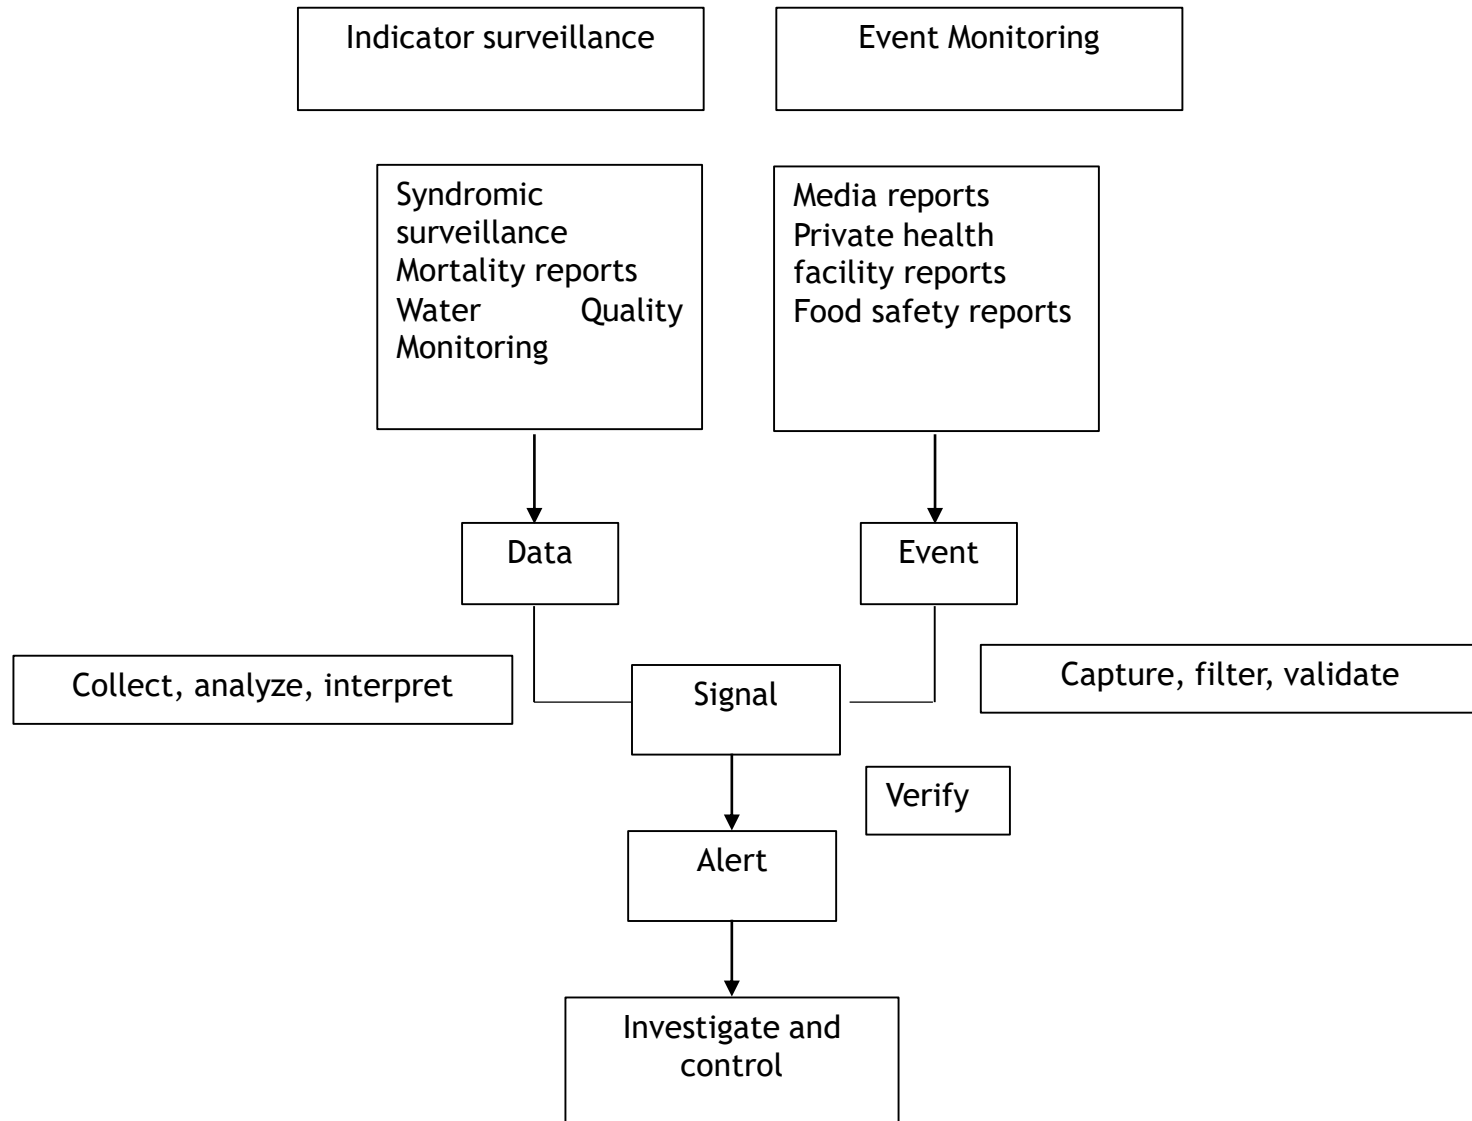 Indicator surveillance
Event Monitoring
Syndromic
surveillance
Mortality reports
Water Quality
Monitoring
Media reports
Private health
facility reports
Food safety reports
Data
Event
Collect, analyze, interpret
Signal
Capture, filter, validate
Verify
Alert
Investigate and
control